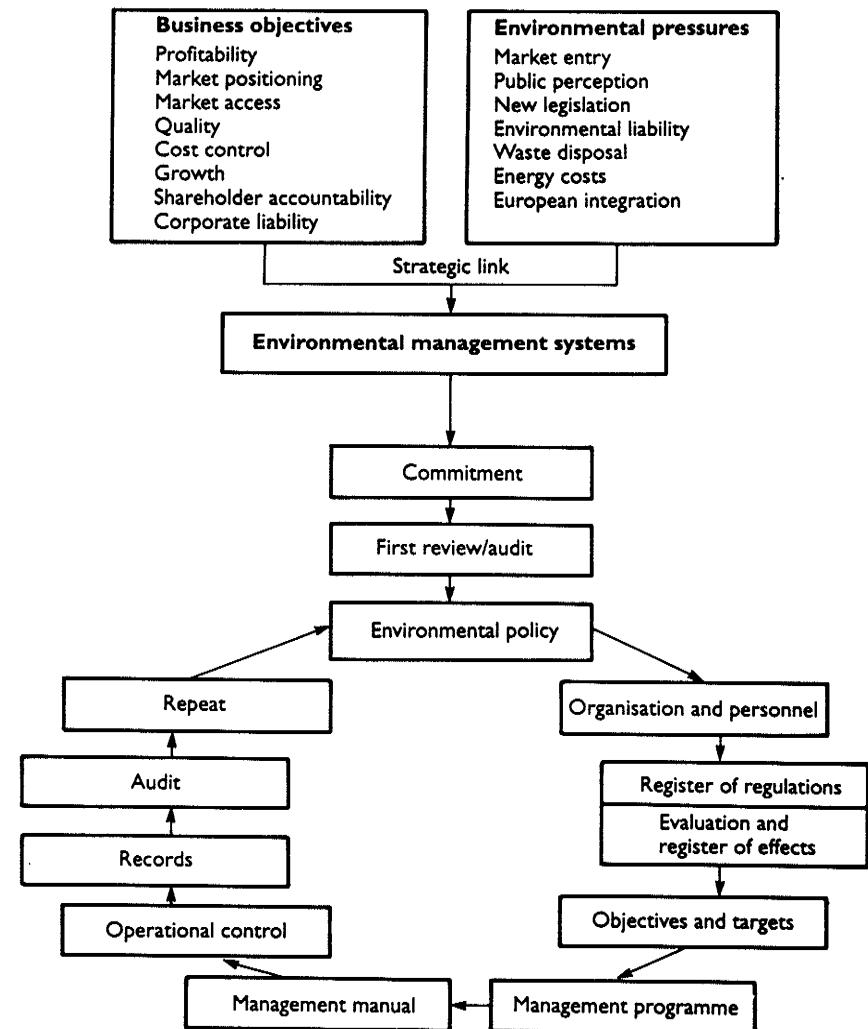 Business objectives
Profitability
Market positioning
Market access
Quality
Cost control
Growth
Shareholder accountability
Corporate liability
Environmental pressures
Market entry
Public perception
New legislation
Environmental liability
Waste disposal
Energy costs
European integration
Strategic link
Environmental management systems
Commitment
First review/audit
Environmental policy
Repeat
Organisation and personnel
Audit
Register of regulations
Evaluation and
register of effects
Records
Objectives and targets
Operational control
Management manual
Management programme